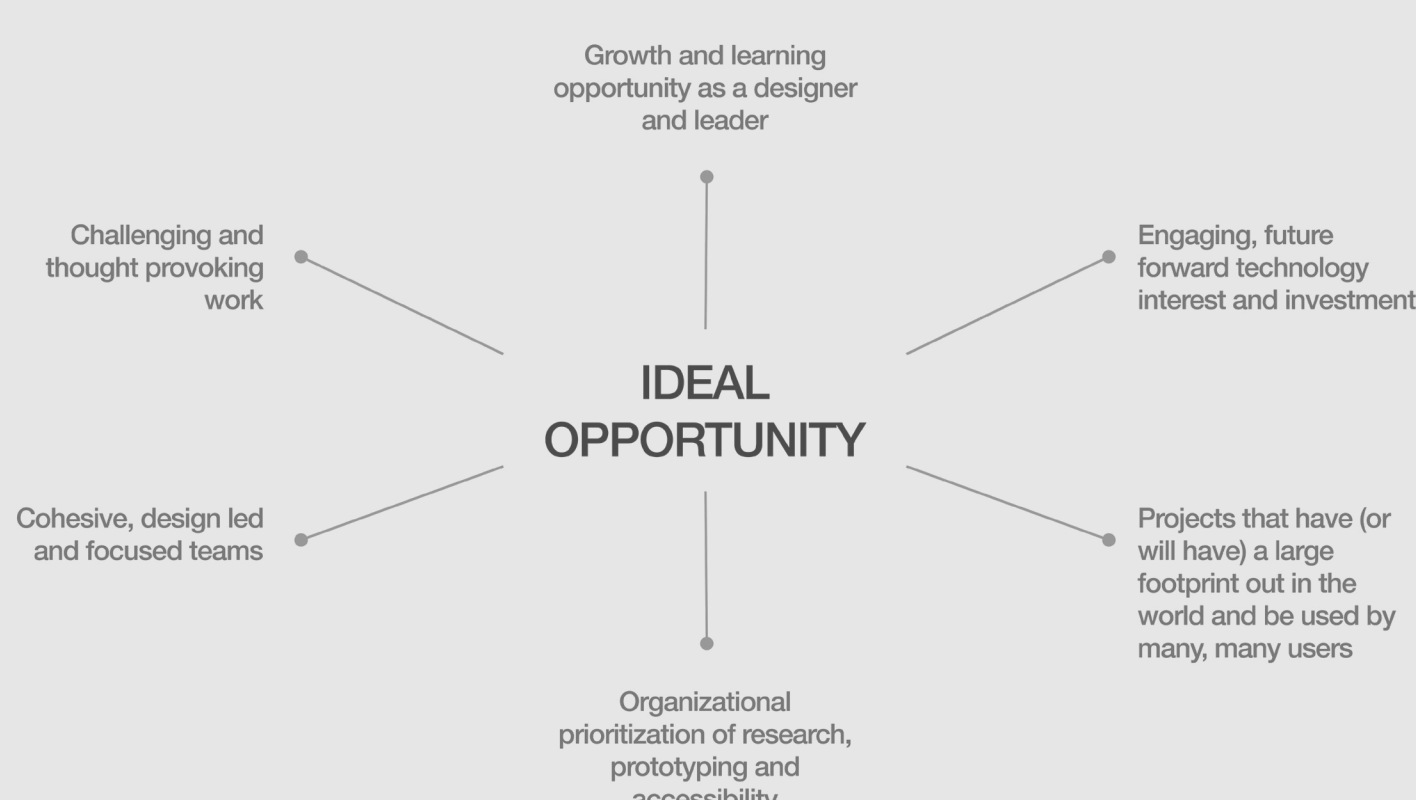 Growth and learning
opportunity as a designer
and leader
Challenging and
thought provoking
work
Engaging, future
forward technology
interest and investment
IDEAL
OPPORTUNITY
Cohesive, design led
and focused teams
Projects that have (or
will have) a large
footprint out in the
world and be used by
many, many users
Organizational
prioritization of research,
prototyping and
accessibility